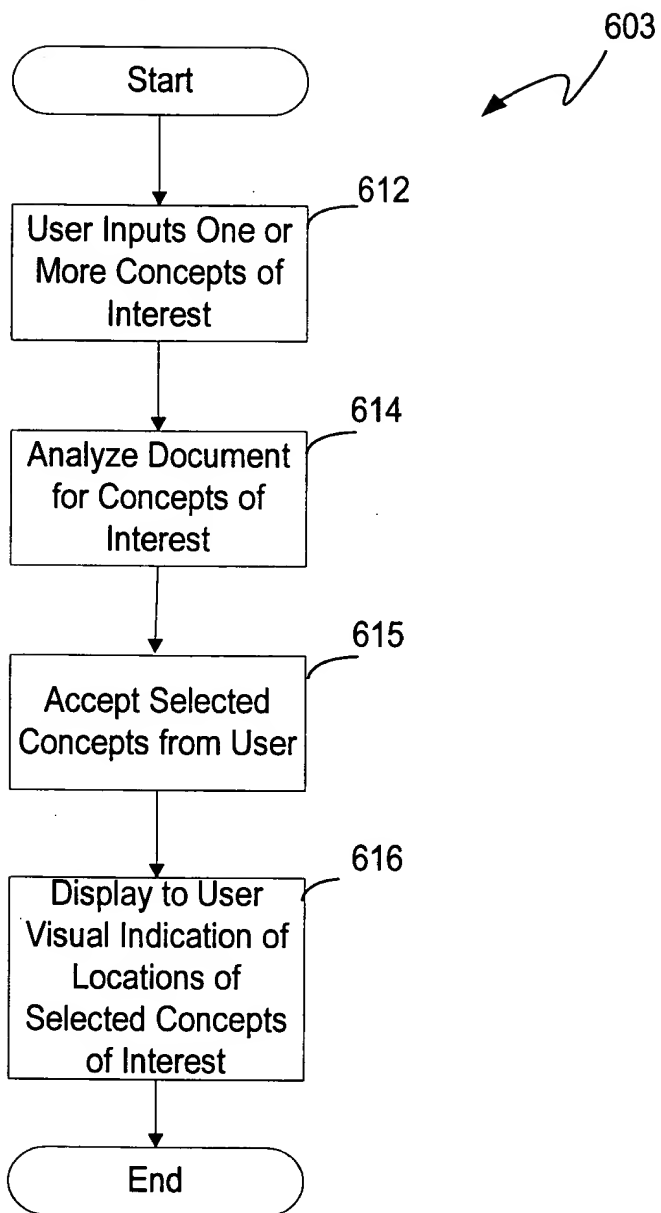 603
Start
612
User Inputs One or
More Concepts of
Interest
614
Analyze Document
for Concepts of
Interest
615
Accept Selected
Concepts from User
616
Display to User
Visual Indication of
Locations of
Selected Concepts
of Interest
End